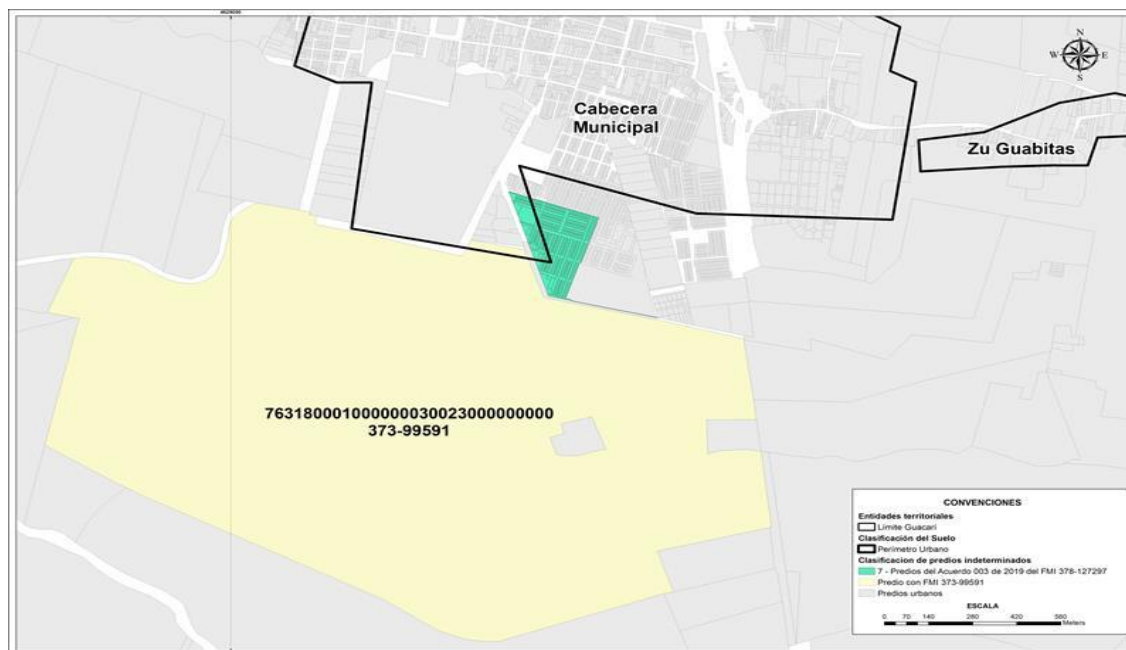 N
W E
S
Cabecera
Municipal
Zu Guabitas
763180001000000030023000000000
373-99591
CONVENCIONES
Entidades territoriales
Límite Guacarí
Clasificación del Suelo
Perímetro Urbano
Clasificacion de predios indeterminados
7 - Predios del Acuerdo 003 de 2019 del FMI 378-127297
Predio con FMI 373-99591
Predios urbanos
ESCALA
0 70 140 280 420 560
Meters